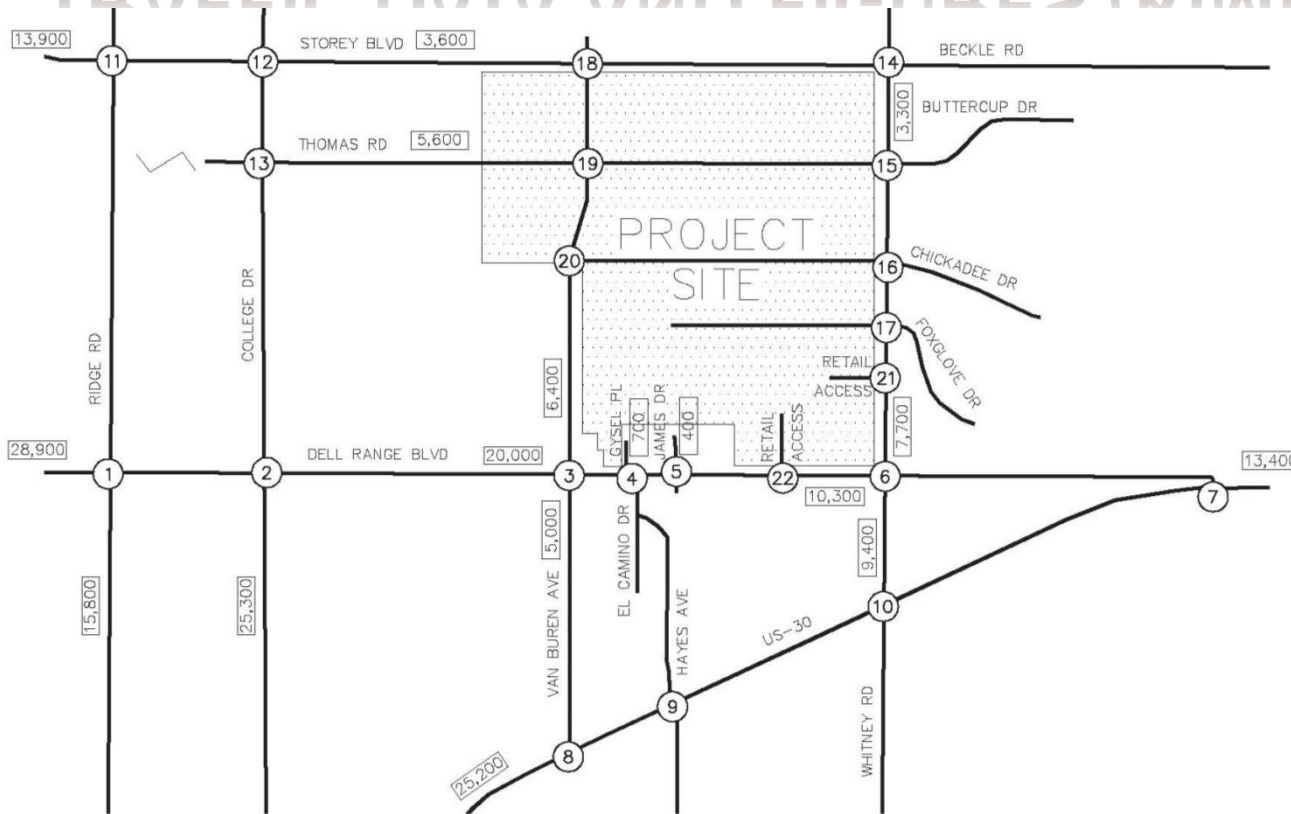 13,900
STOREY BLVD 3,600
BECKLE RD
11
12
18
14
3,300
BUTTERCUP DR
THOMAS RD 5,600
13
19
15
PROJECT
SITE
20
16
CHICKADEE DR
COLLEGE DR
RIDGE RD
17
FOXGLOVE DR
RETAIL
ACCESS
21
6,400
GYSEL PL
700
JAMES DR
400
RETAIL
ACCESS
7,700
28,900
DELL RANGE BLVD
20,000
13,400
1
2
3
4
5
22
6
7
10,300
15,800
25,300
5,000
VAN BUREN AVE
EL CAMINO DR
HAYES AVE
9,400
10
US-30
9
8
25,200
WHITNEY RD